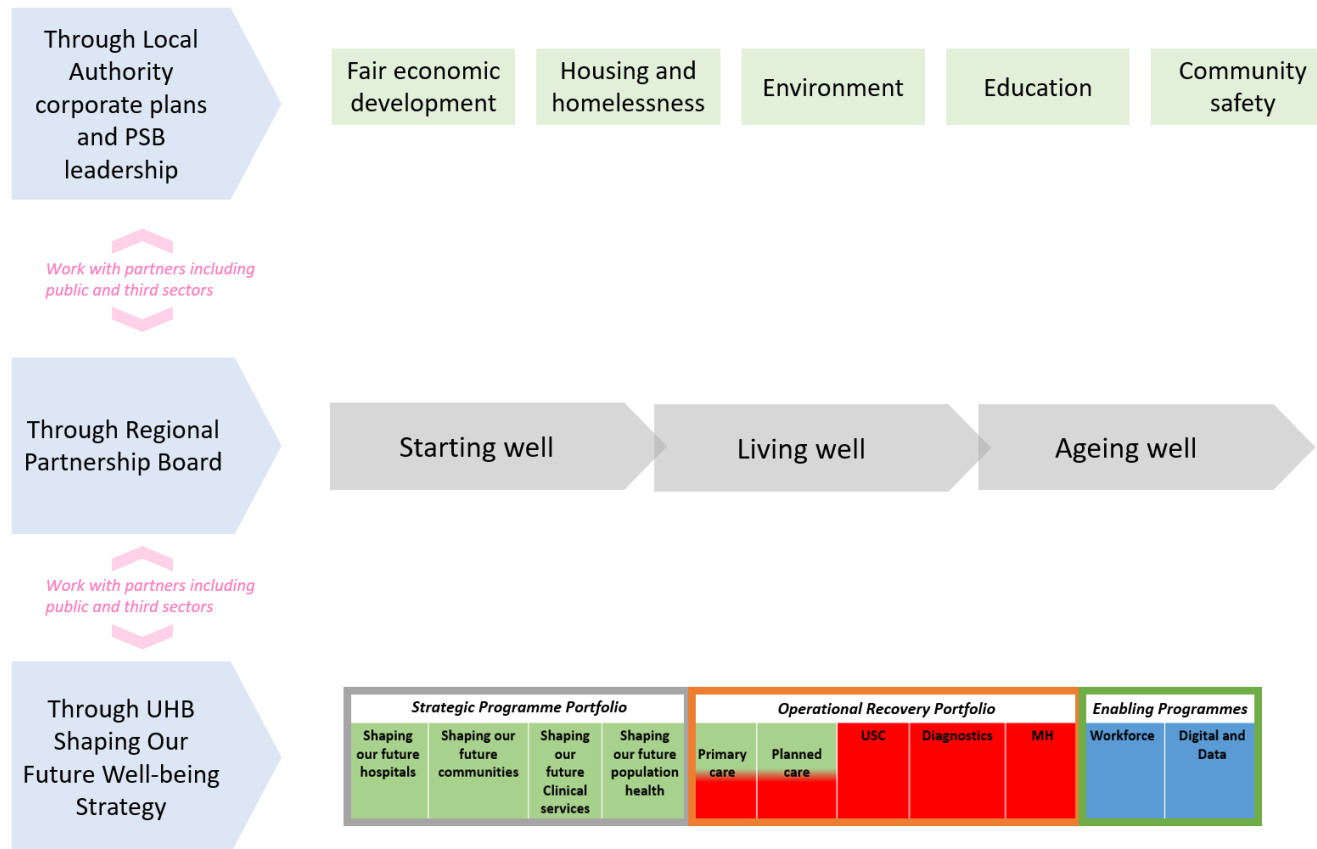 Through Local
Authority
corporate plans
and PSB
leadership
Fair economic
development
Housing and
homelessness
Environment
Education
Community
safety
Work with partners including
public and third sectors
Through Regional
Partnership Board
Starting well
Living well
Ageing well
Work with partners including
public and third sectors
Through UHB
Shaping Our
Future Well-being
Strategy
Strategic Programme Portfolio
Shaping
our future
hospitals
Shaping our
future
communities
Shaping
our
future
Clinical
services
Shaping
our future
population
health
Operational Recovery Portfolio
Primary
care
Planned
care
USC
Diagnostics
MH
Enabling Programmes
Workforce
Digital and
Data